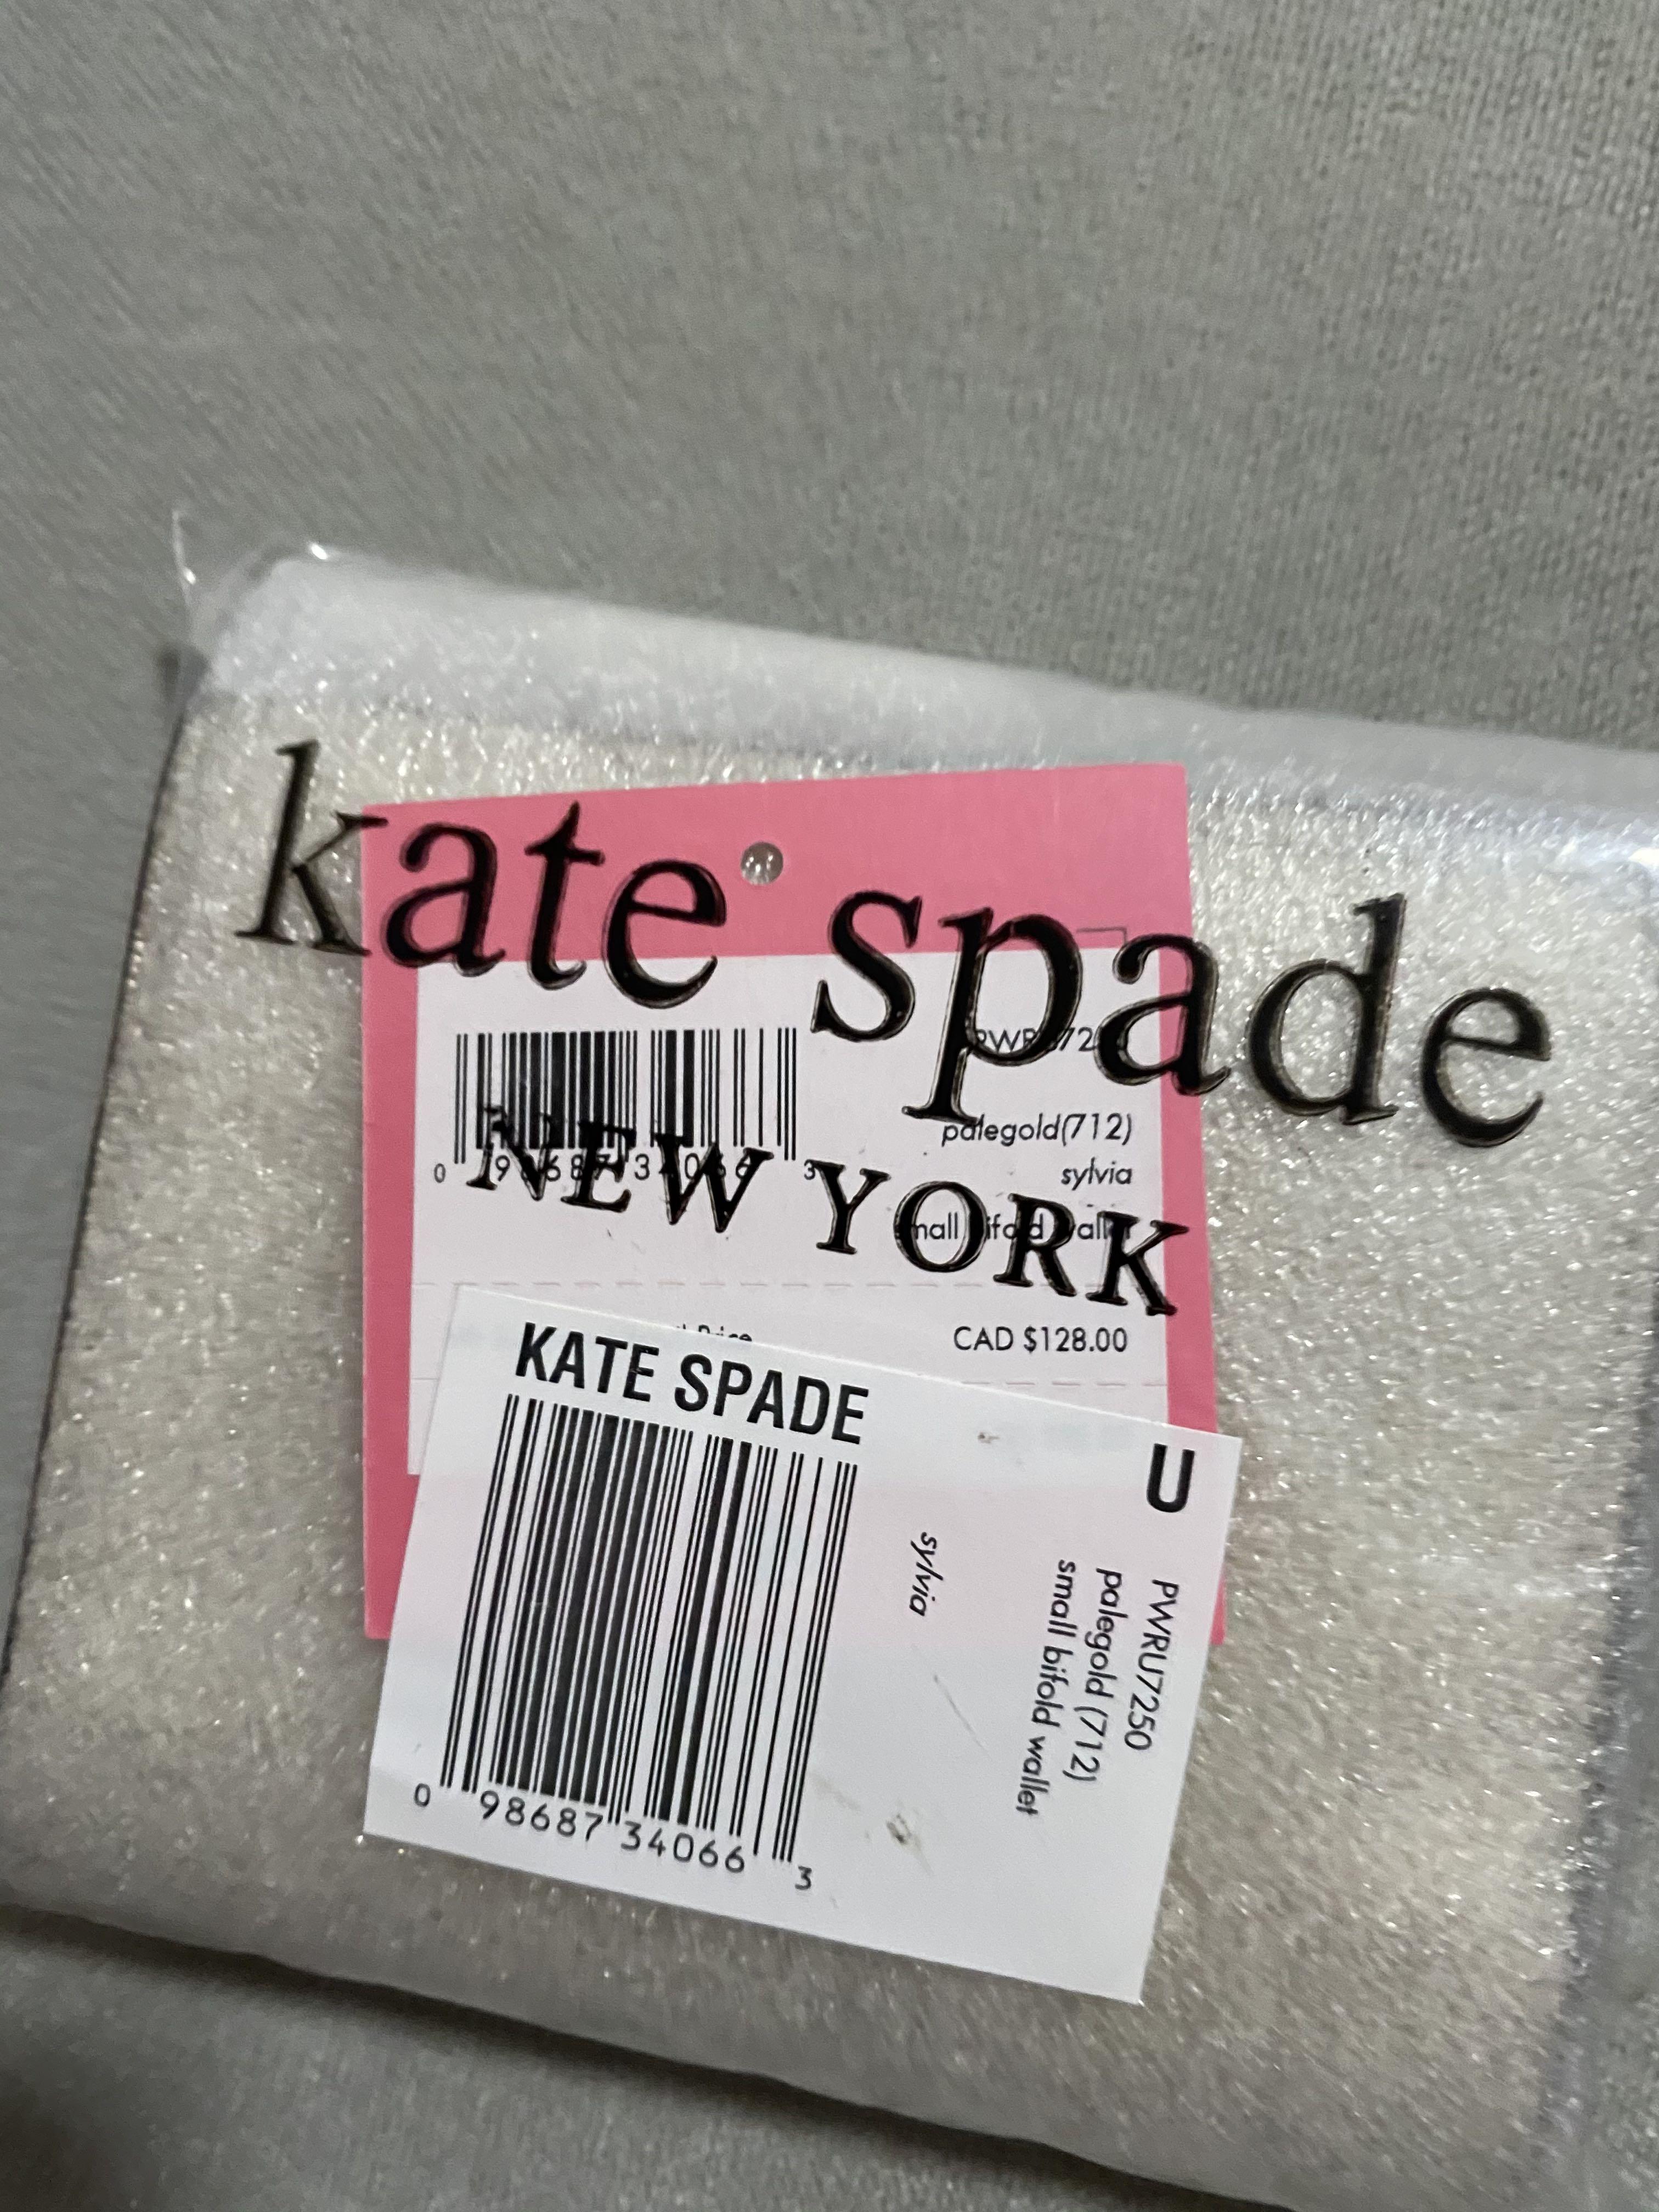 kate spade
NEW YORK
palegold(712)
sylvia
CAD $128.00
KATE SPADE
U
0 98687 34066 3
sylvia
PWRU7250
palegold (712)
small bifold wallet